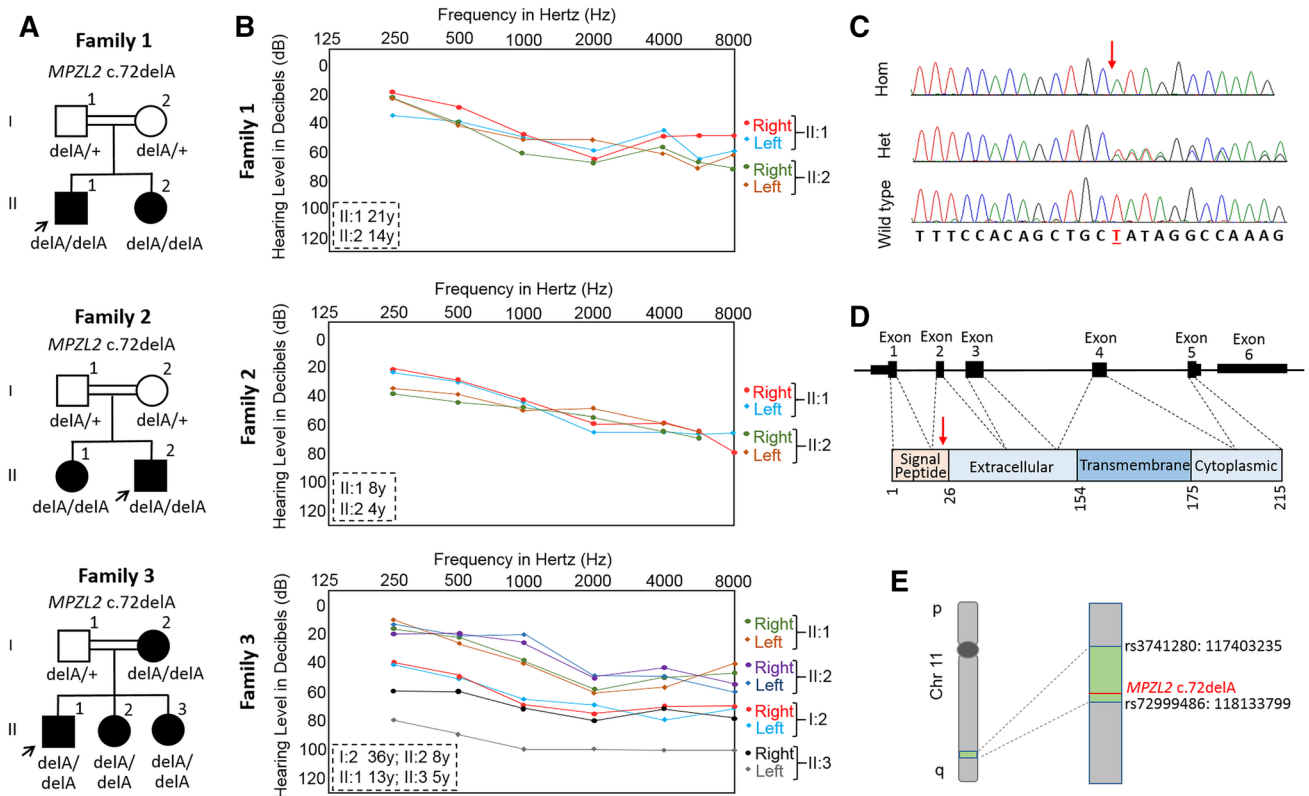 A
Family 1
MPZL2 c.72delA
I
1
2
delA/+
delA/+
II
1
2
delA/delA
delA/delA
Family 2
MPZL2 c.72delA
I
1
2
delA/+
delA/+
II
1
2
delA/delA
delA/delA
Family 3
MPZL2 c.72delA
I
1
2
delA/+
delA/delA
II
1
2
3
delA/
delA
delA/
delA
delA/
delA
B
Family 1
Frequency in Hertz (Hz)
125 250 500 1000 2000 4000 8000
Hearing Level in Decibels (dB)
0
20
40
60
80
100
120
II:1 21y
II:2 14y
Right
Left
II:1
Right
Left
II:2
Family 2
Frequency in Hertz (Hz)
125 250 500 1000 2000 4000 8000
Hearing Level in Decibels (dB)
0
20
40
60
80
100
120
II:1 8y
II:2 4y
Right
Left
II:1
Right
Left
II:2
Family 3
Frequency in Hertz (Hz)
125 250 500 1000 2000 4000 8000
Hearing Level in Decibels (dB)
0
20
40
60
80
100
120
I:2 36y; II:2 8y
II:1 13y; II:3 5y
Right
Left
II:1
Right
Left
II:2
Right
Left
I:2
Right
Left
II:3
C
Hom
Het
Wild type
T T T C C A C A G C T G C T A T A G G C C A A A G
D
Exon
1
Exon
2
Exon
3
Exon
4
Exon
5
Exon
6
Signal
Peptide
Extracellular
Transmembrane
Cytoplasmic
1
26
154
175
215
E
p
Chr 11
q
rs3741280: 117403235
MPZL2 c.72delA
rs72999486: 118133799